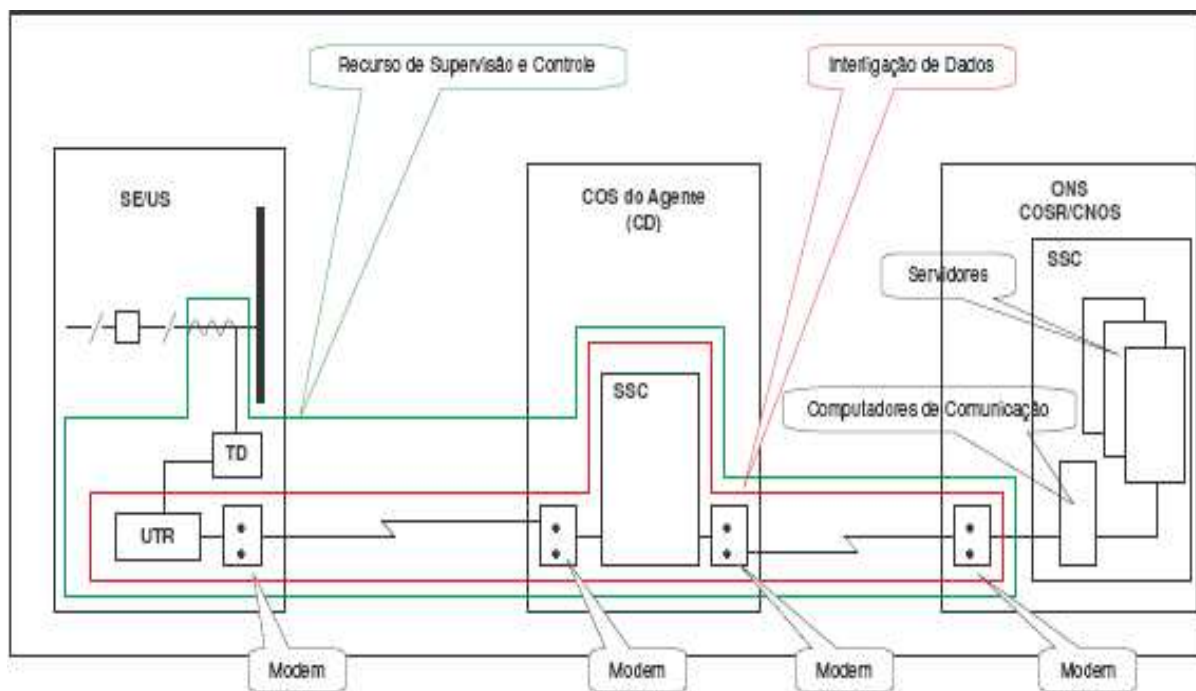 Recurso de Supervisão e Controle
Interligação de Dados
SE/US
COS do Agente
(CD)
ONS
COSR/CNOS
SSC
Servidores
SSC
Computadores de Comunicação
TD
UTR
Modem
Modem
Modem
Modem